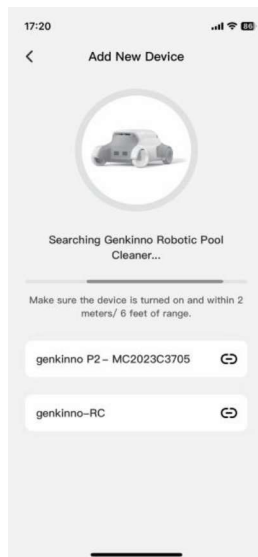 17:20
86
Add New Device
Searching Genkinno Robotic Pool
Cleaner...
Make sure the device is turned on and within 2
meters/ 6 feet of range.
genkinno P2– MC2023C3705
genkinno–RC